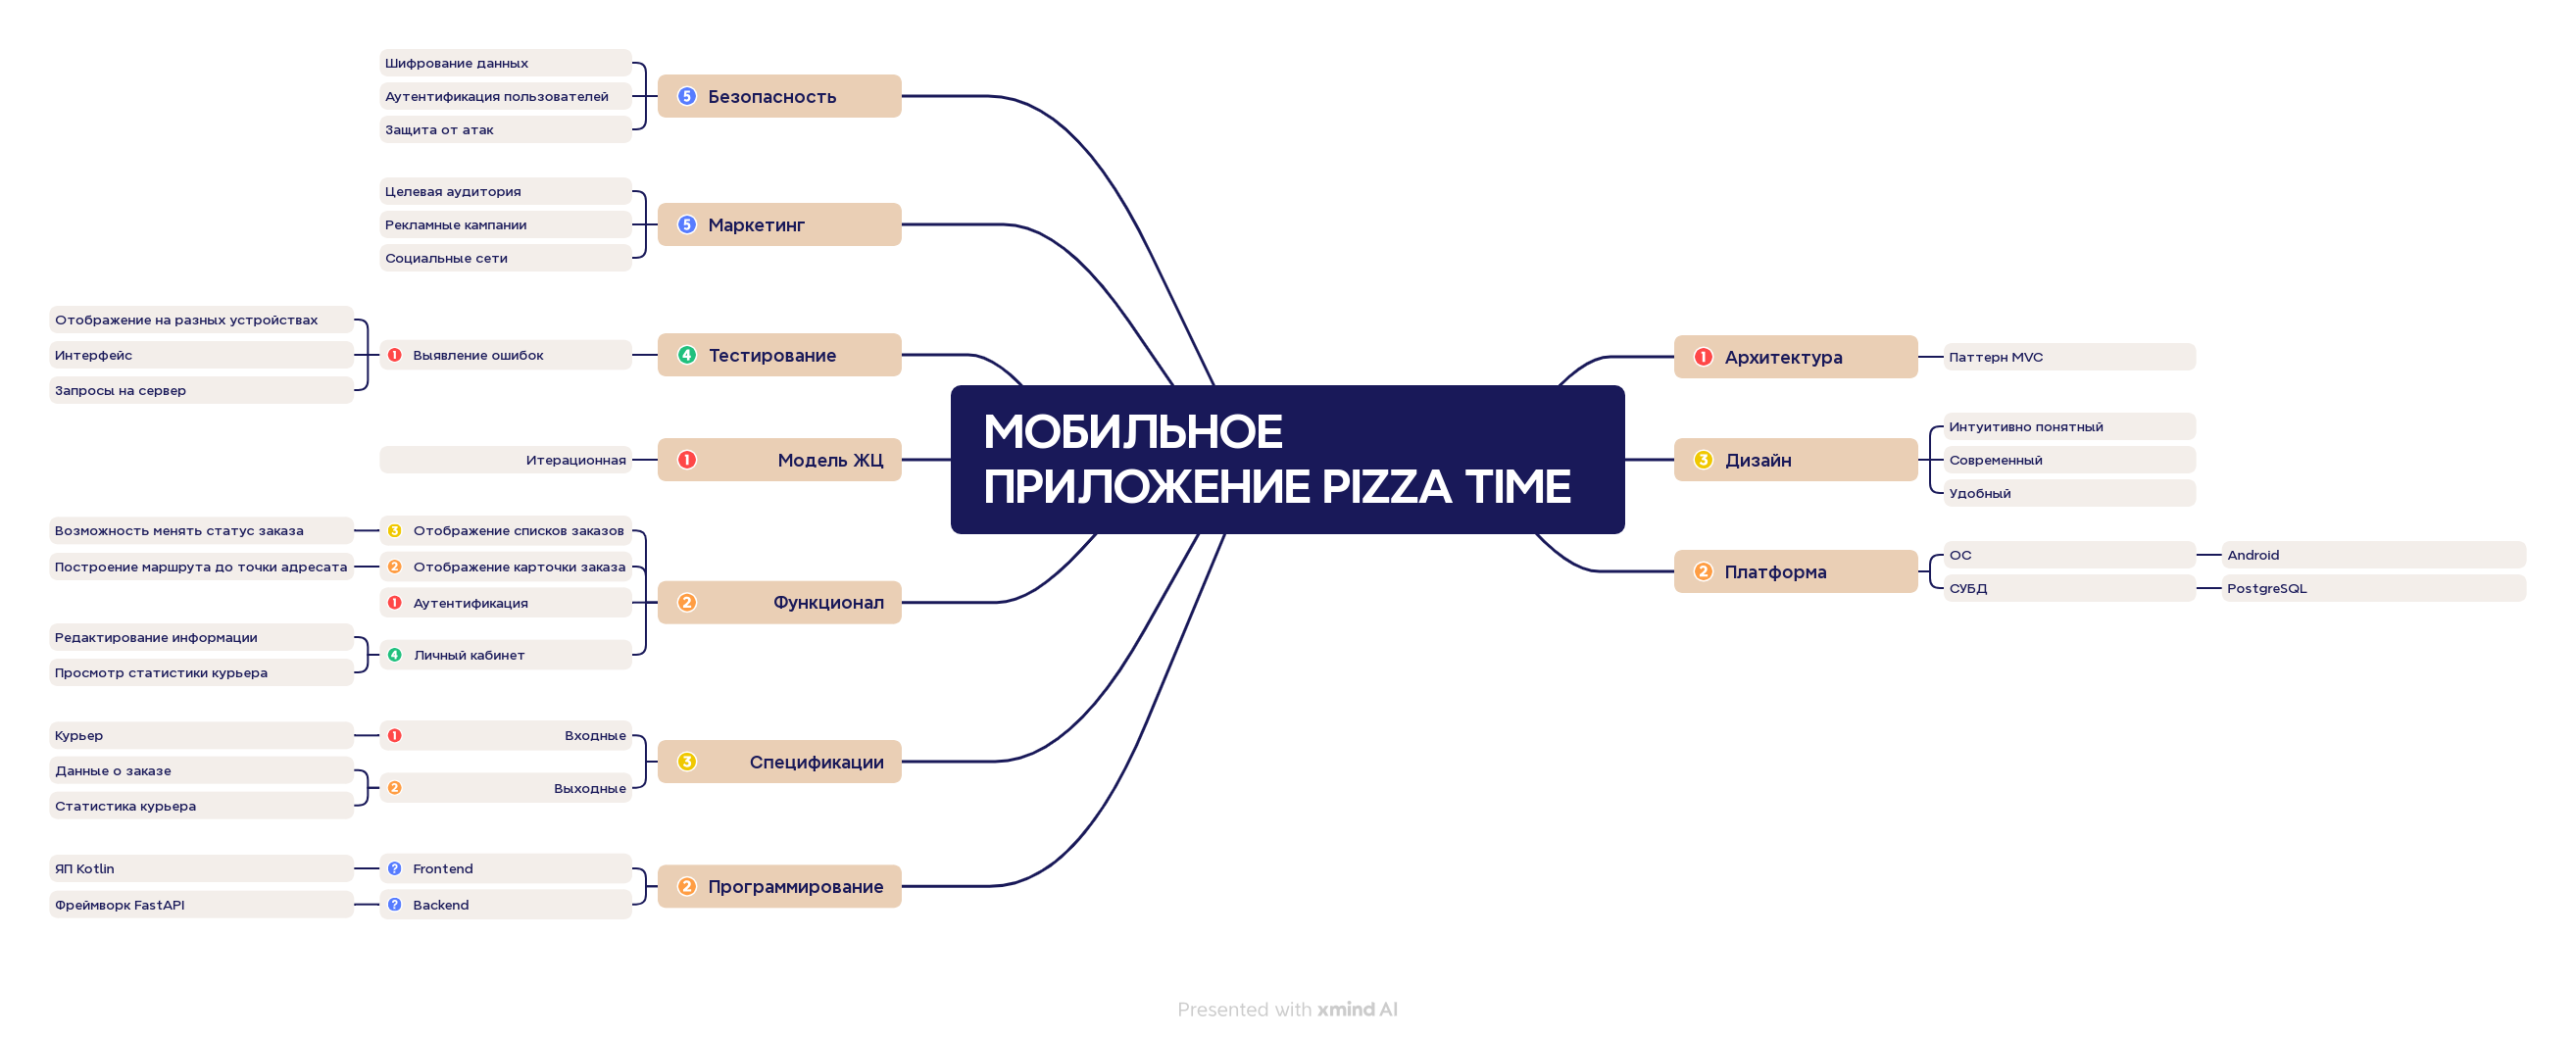 Шифрование данных
Аутентификация пользователей
Защита от атак
5 Безопасность
Целевая аудитория
Рекламные кампании
Социальные сети
5 Маркетинг
Отображение на разных устройствах
Интерфейс
Запросы на сервер
1 Выявление ошибок
4 Тестирование
Итерационная
1 Модель ЖЦ
Возможность менять статус заказа
3 Отображение списков заказов
Построение маршрута до точки адресата
2 Отображение карточки заказа
1 Аутентификация
Редактирование информации
Просмотр статистики курьера
4 Личный кабинет
2 Функционал
Курьер
1 Входные
Данные о заказе
Статистика курьера
2 Выходные
3 Спецификации
ЯП Kotlin
? Frontend
Фреймворк FastAPI
? Backend
2 Программирование
МОБИЛЬНОЕ
ПРИЛОЖЕНИЕ PIZZA TIME
1 Архитектура
Паттерн MVC
3 Дизайн
Интуитивно понятный
Современный
Удобный
2 Платформа
ОС
Android
СУБД
PostgreSQL
Presented with xmind AI